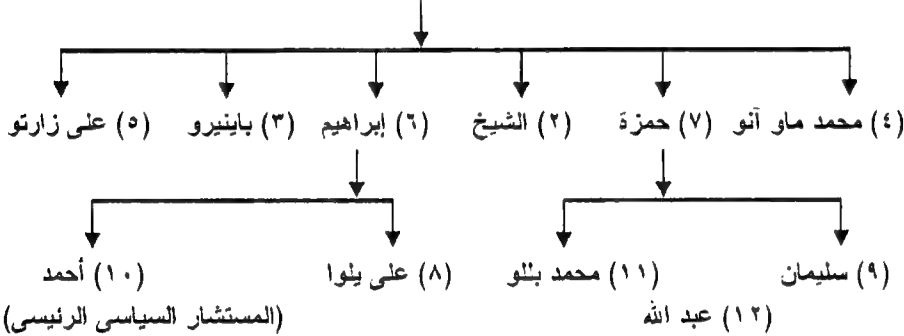 (٤) محمد ماو آنو (٧) حمزة (٢) الشيخ (٦) إبراهيم (٣) باينيرو (٥) على زارتو
(٩) سليمان (١١) محمد بللو (٨) على يلوا (١٠) أحمد
(١٢) عبد الله (المستشار السياسى الرئيسى)